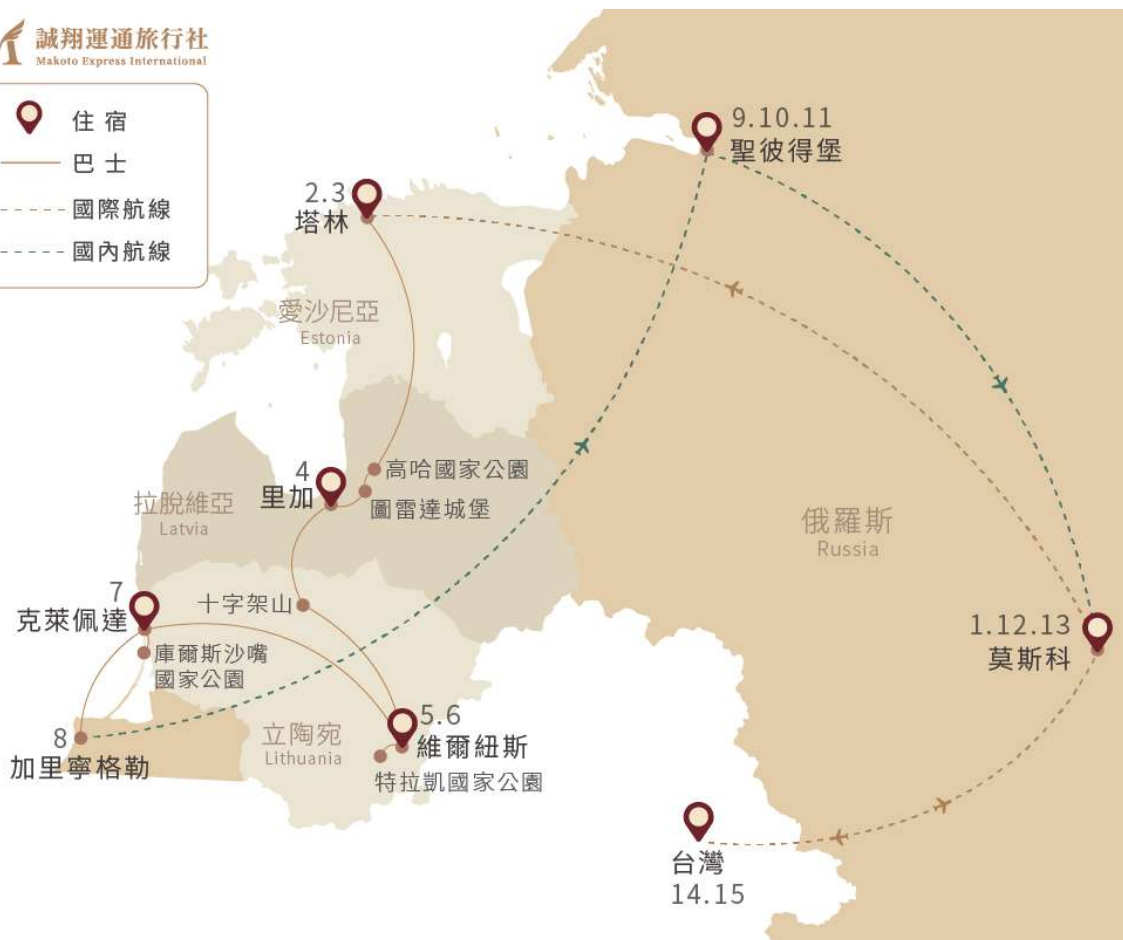 誠翔運通旅行社
Makoto Express International
住宿
巴士
國際航線
國內航線
9.10.11
聖彼得堡
2.3
塔林
愛沙尼亞
Estonia
高哈國家公園
4
里加
圖雷達城堡
拉脫維亞
Latvia
俄羅斯
Russia
7
克萊佩達
十字架山
1.12.13
莫斯科
庫爾斯沙嘴
國家公園
5.6
維爾紐斯
立陶宛
Lithuania
8
加里寧格勒
特拉凱國家公園
台灣
14.15